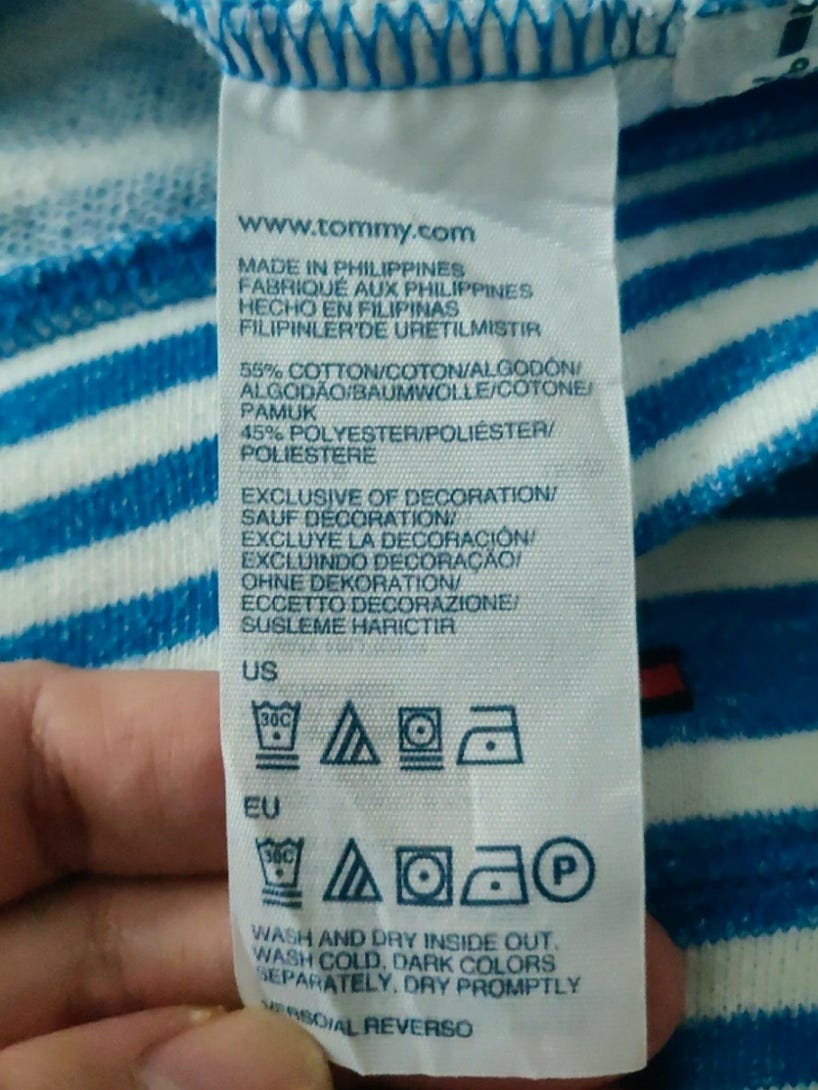 www.tommy.com
MADE IN PHILIPPINES
FABRIQUÉ AUX PHILIPPINES
HECHO EN FILIPINAS
FILIPINLER'DE URETILMISTIR
55% COTTON/COTON/ALGODÓN/
ALGODÃO/BAUMWOLLE/COTONE/
PAMUK
45% POLYESTER/POLIÉSTER/
POLIESTERE
EXCLUSIVE OF DECORATION/
SAUF DÉCORATION/
EXCLUYE LA DECORACIÓN/
EXCLUINDO DECORAÇÃO/
OHNE DEKORATION/
ECCETTO DECORAZIONE/
SUSLEME HARICTIR
US
30C
EU
30C P
WASH AND DRY INSIDE OUT.
WASH COLD, DARK COLORS
SEPARATELY. DRY PROMPTLY
REVERSO